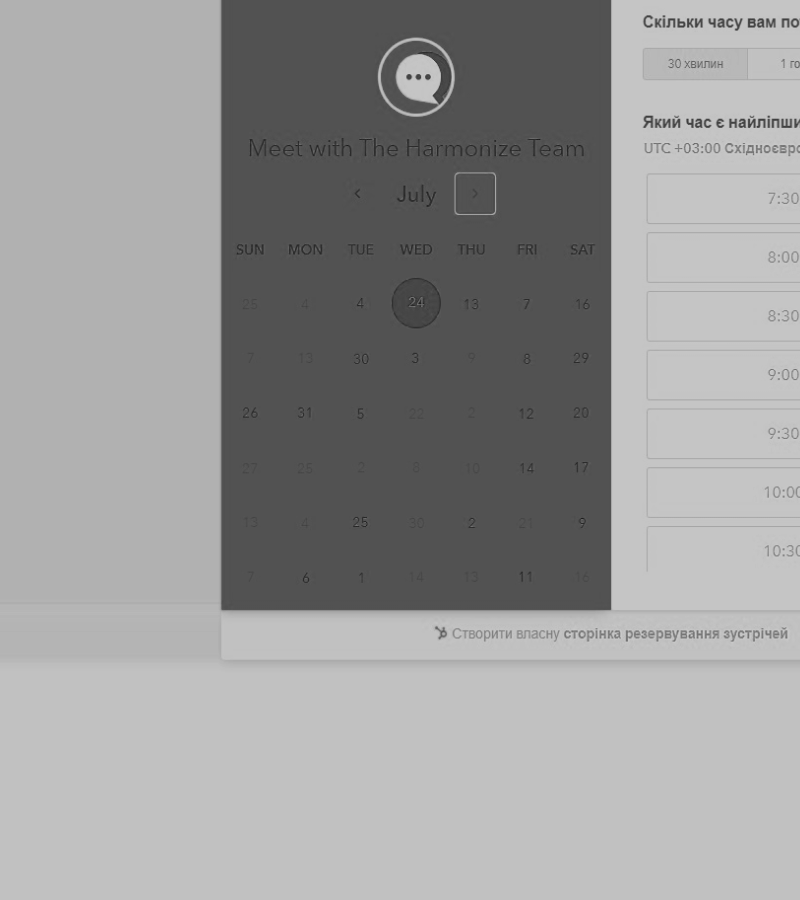 Meet with The Harmonize Team
July
SUN MON TUE WED THU FRI SAT
25 4 4 24 13 7 16
7 13 30 3 9 8 29
26 31 5 22 2 12 20
27 25 2 8 10 14 17
13 4 25 30 2 21 9
7 6 1 14 13 11 16
Скільки часу вам
30 хвилин 1
Який час є
UTC +03:00
7:30
8:00
8:30
9:00
9:30
10:00
10:30
Створити власну сторінка резервування зустрічей